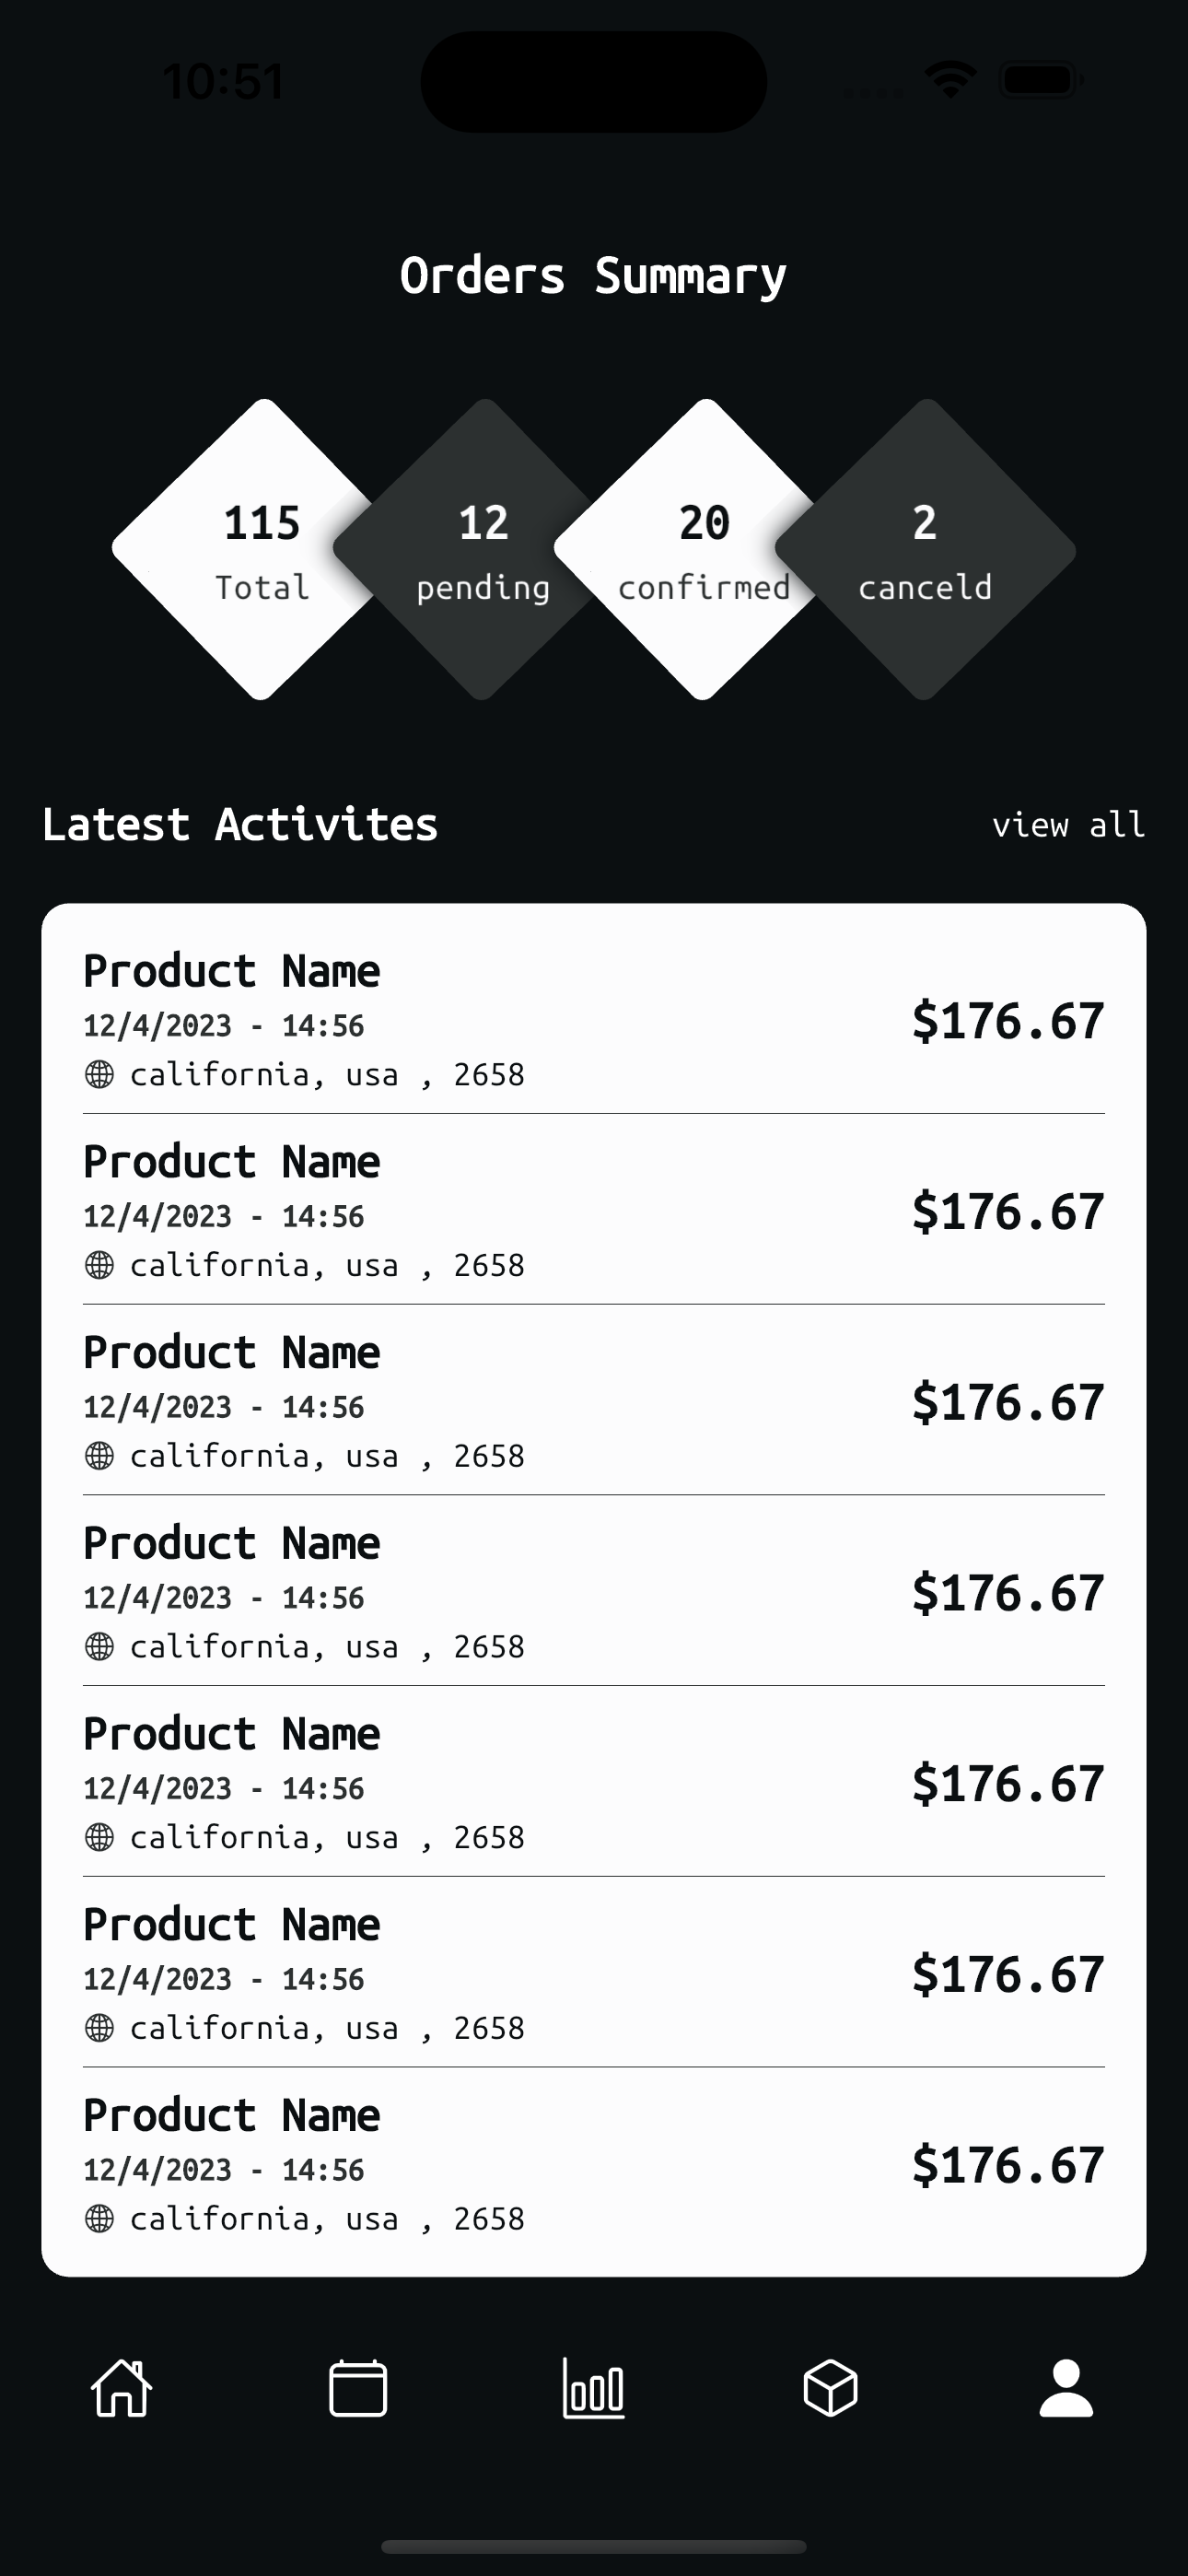 10:51
Orders Summary
115
Total
12
pending
20
confirmed
2
canceld
Latest Activites
view all
Product Name
12/4/2023 - 14:56
california, usa , 2658
$176.67
Product Name
12/4/2023 - 14:56
california, usa , 2658
$176.67
Product Name
12/4/2023 - 14:56
california, usa , 2658
$176.67
Product Name
12/4/2023 - 14:56
california, usa , 2658
$176.67
Product Name
12/4/2023 - 14:56
california, usa , 2658
$176.67
Product Name
12/4/2023 - 14:56
california, usa , 2658
$176.67
Product Name
12/4/2023 - 14:56
california, usa , 2658
$176.67